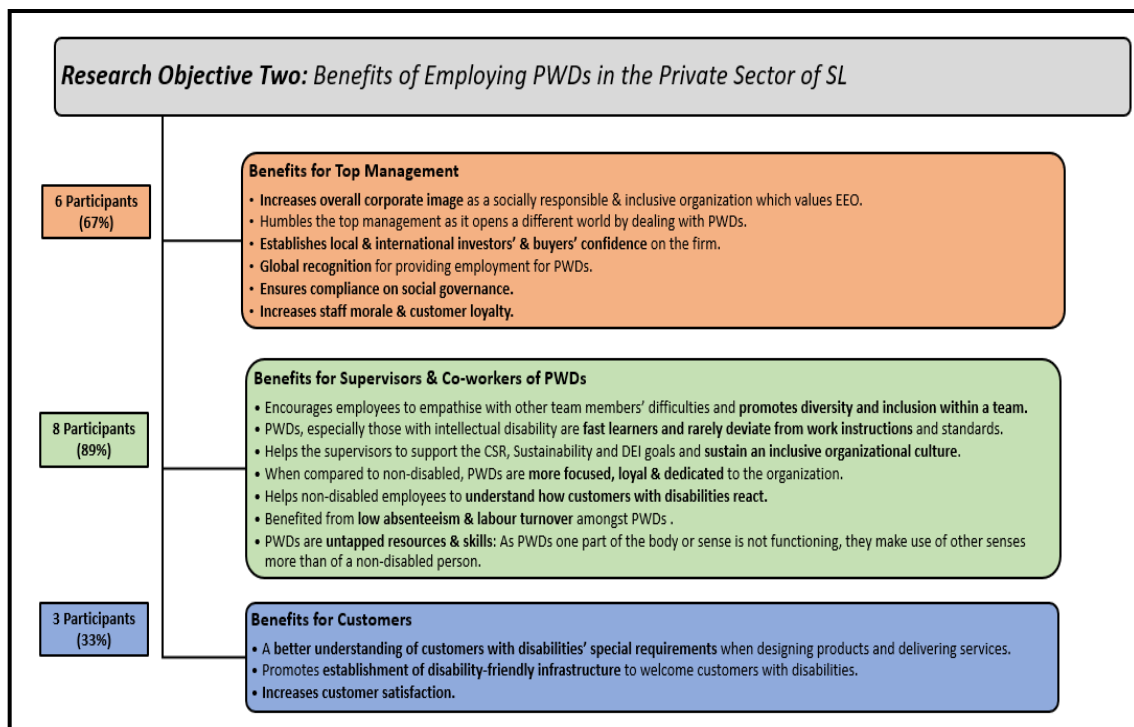 Research Objective Two: Benefits of Employing PWDs in the Private Sector of SL
6 Participants
(67%)
Benefits for Top Management
• Increases overall corporate image as a socially responsible & inclusive organization which values EEO.
• Humbles the top management as it opens a different world by dealing with PWDs.
• Establishes local & international investors' & buyers' confidence on the firm.
• Global recognition for providing employment for PWDs.
• Ensures compliance on social governance.
• Increases staff morale & customer loyalty.
8 Participants
(89%)
Benefits for Supervisors & Co-workers of PWDs
• Encourages employees to empathise with other team members' difficulties and promotes diversity and inclusion within a team.
• PWDs, especially those with intellectual disability are fast learners and rarely deviate from work instructions and standards.
• Helps the supervisors to support the CSR, Sustainability and DEI goals and sustain an inclusive organizational culture.
• When compared to non-disabled, PWDs are more focused, loyal & dedicated to the organization.
• Helps non-disabled employees to understand how customers with disabilities react.
• Benefited from low absenteeism & labour turnover amongst PWDs .
• PWDs are untapped resources & skills: As PWDs one part of the body or sense is not functioning, they make use of other senses
more than of a non-disabled person.
3 Participants
(33%)
Benefits for Customers
• A better understanding of customers with disabilities' special requirements when designing products and delivering services.
• Promotes establishment of disability-friendly infrastructure to welcome customers with disabilities.
• Increases customer satisfaction.